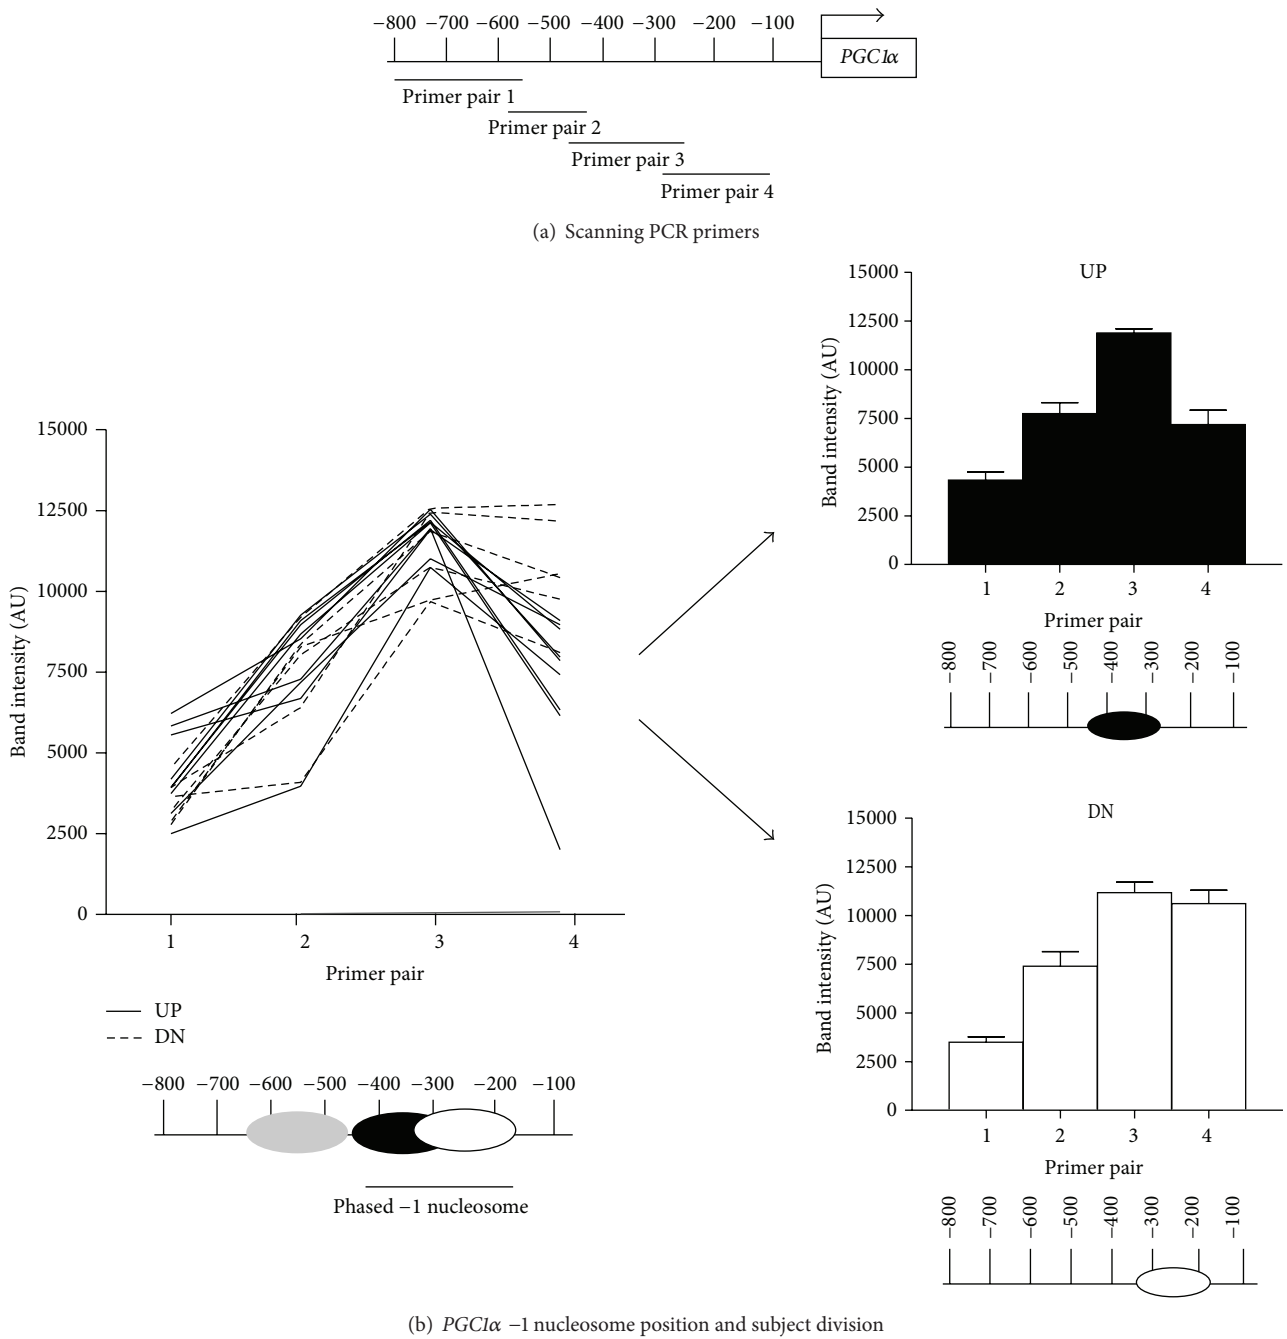 −800 −700 −600 −500 −400 −300 −200 −100
PGC1α
Primer pair 1
Primer pair 2
Primer pair 3
Primer pair 4
(a) Scanning PCR primers
15000
12500
10000
7500
5000
2500
0
Band intensity (AU)
1 2 3 4
Primer pair
UP
DN
−800 −700 −600 −500 −400 −300 −200 −100
Phased −1 nucleosome
UP
15000
12500
10000
7500
5000
2500
0
Band intensity (AU)
1 2 3 4
Primer pair
−800 −700 −600 −500 −400 −300 −200 −100
DN
15000
12500
10000
7500
5000
2500
0
Band intensity (AU)
1 2 3 4
Primer pair
−800 −700 −600 −500 −400 −300 −200 −100
(b) PGC1α −1 nucleosome position and subject division